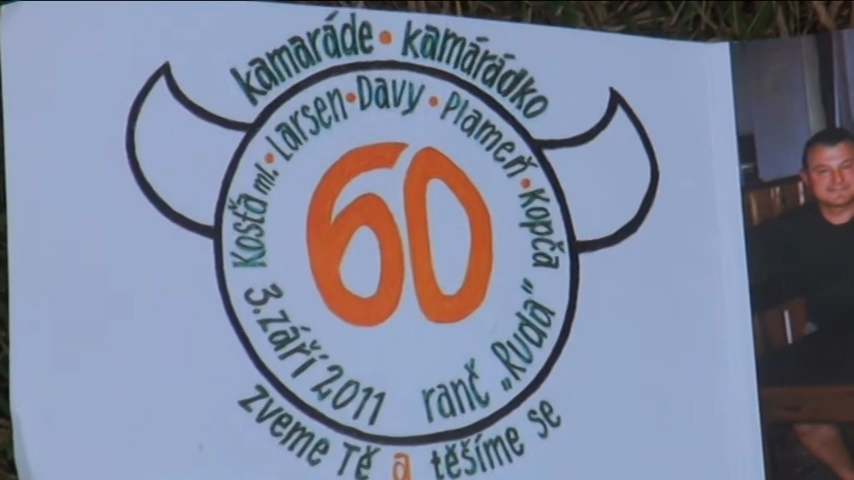 kamaráde • kamarádko
Kosťa ml. • Larsen • Davy • Plameň • Kopča
60
3. září 2011 ranč „Ruda“
zveme Tě a těšíme se